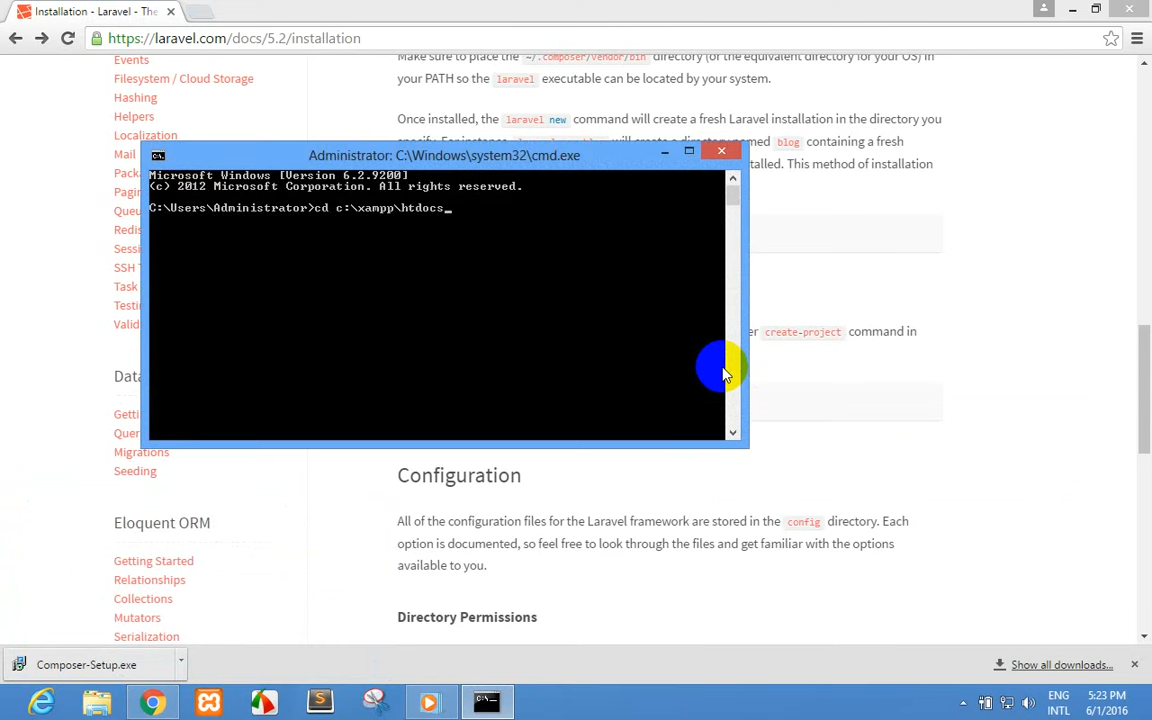 Installation - Laravel - The
https://laravel.com/docs/5.2/installation
Events
Filesystem / Cloud Storage
Hashing
Helpers
Localization
Mail
Data
Migrations
Seeding
Eloquent ORM
Getting Started
Relationships
Collections
Mutators
Serialization
Make sure to place the ~/.composer/vendor/bin directory (or the equivalent directory for your OS) in
your PATH so the laravel executable can be located by your system.
Once installed, the laravel new command will create a fresh Laravel installation in the directory you
will create a directory named blog containing a fresh
talled. This method of installation
Administrator: C:\Windows\system32\cmd.exe
Microsoft Windows [Version 6.2.9200]
(c) 2012 Microsoft Corporation. All rights reserved.
C:\Users\Administrator>cd c:\xampp\htdocs_
er create-project command in
Configuration
All of the configuration files for the Laravel framework are stored in the config directory. Each
option is documented, so feel free to look through the files and get familiar with the options
available to you.
Directory Permissions
Composer-Setup.exe
Show all downloads...
ENG
INTL
5:23 PM
6/1/2016